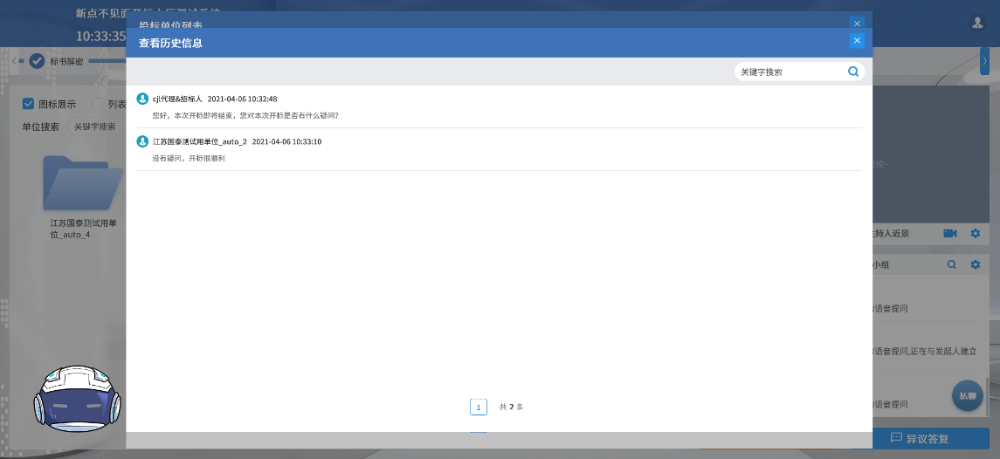 新点不见面开标大厅测试系统
10:33:35
投标单位列表
查看历史信息
标书解密
关键字搜索
图标展示
列表
单位搜索
关键字搜索
cjl代理&招标人 2021-04-06 10:32:48
您好，本次开标即将结束，您对本次开标是否有什么疑问？
江苏国泰测试用单位_auto_2 2021-04-06 10:33:10
没有疑问，开标很顺利
江苏国泰测试用单
位_auto_4
持人近景
小组
语音提问
语音提问,正在与发起人建立
语音提问
私聊
1
共 2 条
异议答复